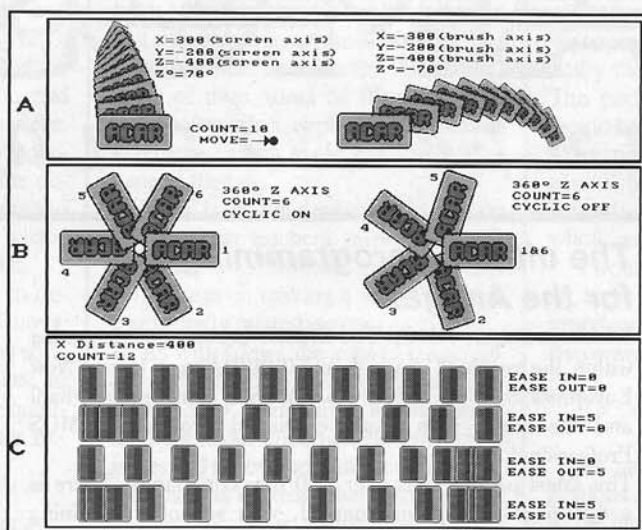 X=300(screen axis)
Y=-200(screen axis)
Z=-400(screen axis)
Z°=70°
X=-300(brush axis)
Y=-200(brush axis)
Z=-400(brush axis)
Z°=-70°
A
ACAR
COUNT=10
MOVE=
ACAR
B
5
6
4
ACAR
3
2
360° Z AXIS
COUNT=6
CYCLIC ON
5
4
ACAR
1&6
3
2
360° Z AXIS
COUNT=6
CYCLIC OFF
C
X Distance=400
COUNT=12
EASE IN=0
EASE OUT=0
EASE IN=5
EASE OUT=0
EASE IN=0
EASE OUT=5
EASE IN=5
EASE OUT=5